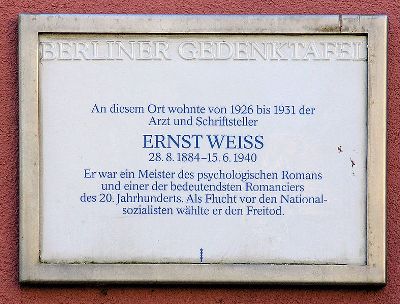 BERLINER GEDENKTAFEL
An diesem Ort wohnte von 1926 bis 1931 der
Arzt und Schriftsteller
ERNST WEISS
28. 8. 1884–15. 6. 1940
Er war ein Meister des psychologischen Romans
und einer der bedeutendsten Romanciers
des 20. Jahrhunderts. Als Flucht vor den National-
sozialisten wählte er den Freitod.